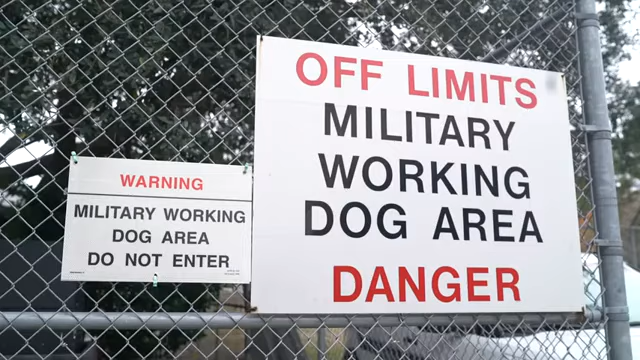 WARNING
MILITARY WORKING
DOG AREA
DO NOT ENTER
OFF LIMITS
MILITARY
WORKING
DOG AREA
DANGER